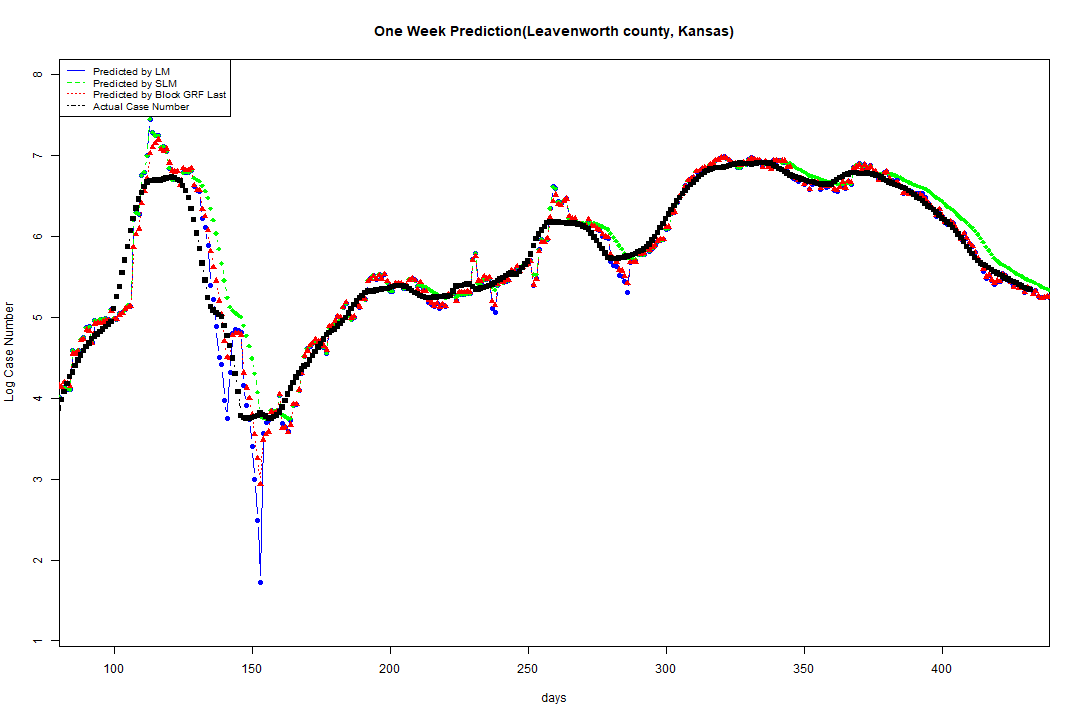 One Week Prediction(Leavenworth county, Kansas)
Predicted by LM
Predicted by SLM
Predicted by Block GRF Last
Actual Case Number
Log Case Number
8
7
6
5
4
3
2
1
100 150 200 250 300 350 400
days